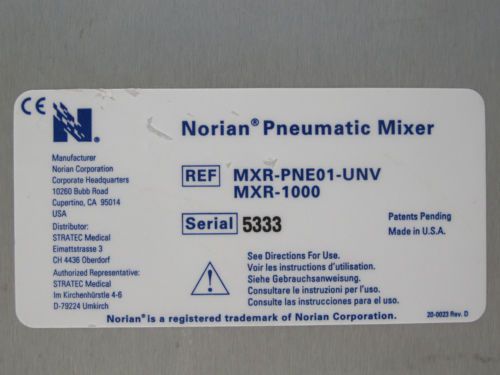 CE
N.
Norian® Pneumatic Mixer
Manufacturer
Norian Corporation
Corporate Headquarters
10260 Bubb Road
Cupertino, CA 95014
USA
Distributor:
STRATEC Medical
Eimattstrasse 3
CH 4436 Oberdorf
Authorized Representative:
STRATEC Medical
Im Kirchenhürstle 4-6
D-79224 Umkirch
REF MXR-PNE01-UNV
MXR-1000
Serial 5333
Patents Pending
Made in U.S.A.
!
See Directions For Use.
Voir les instructions d'utilisation.
Siehe Gebrauchsanweisung.
Consultare le instruzioni per l'uso.
Consulte las instrucciones para el uso.
Norian® is a registered trademark of Norian Corporation.
20-0023 Rev. D